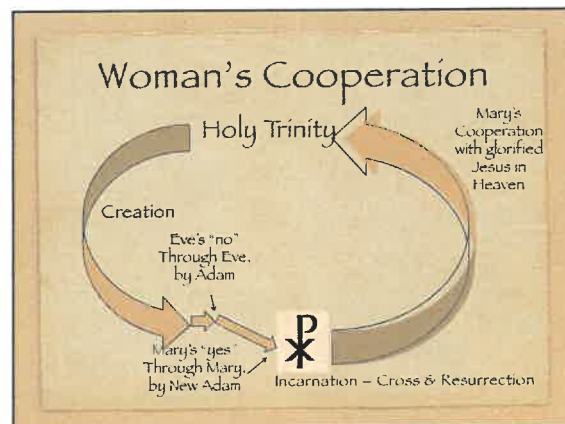 Woman's Cooperation
Holy Trinity
Mary's
Cooperation
with glorified
Jesus in
Heaven
Creation
Eve's "no"
Through Eve,
by Adam
Mary's "yes"
Through Mary,
by New Adam
Incarnation – Cross & Resurrection